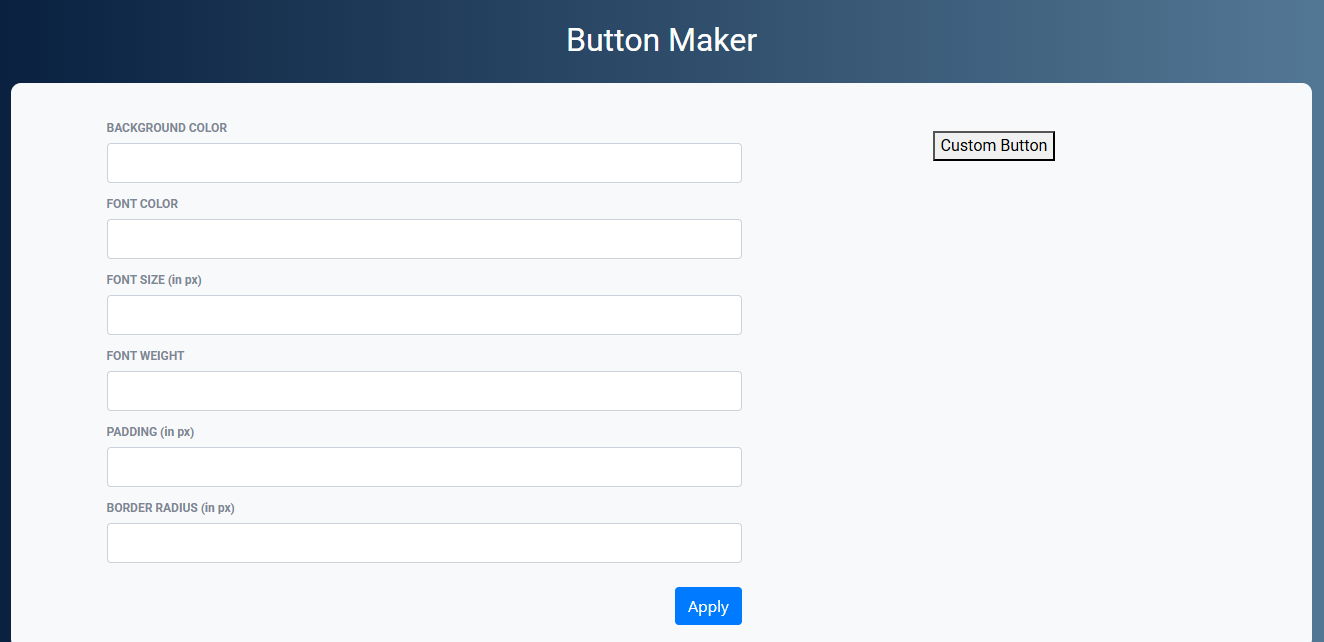 Button Maker
BACKGROUND COLOR
Custom Button
FONT COLOR
FONT SIZE (in px)
FONT WEIGHT
PADDING (in px)
BORDER RADIUS (in px)
Apply